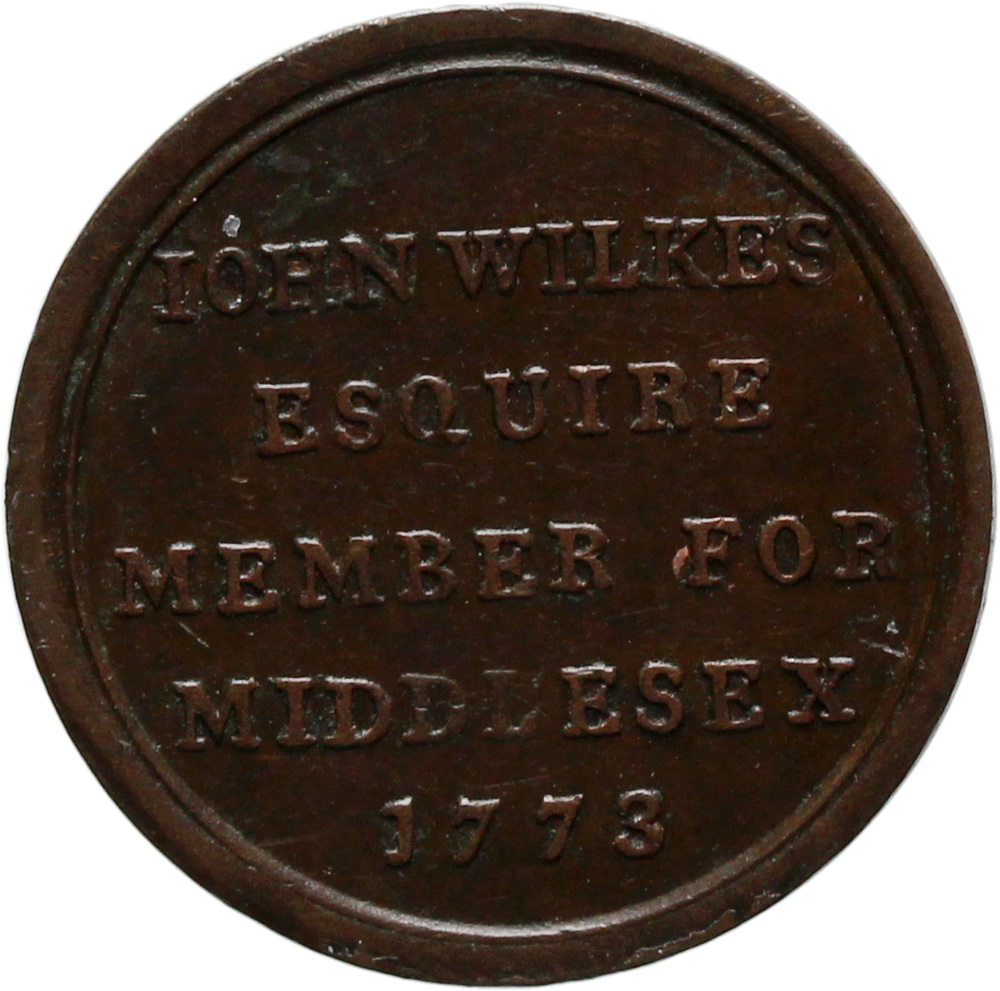 IOHN WILKES
ESQUIRE
MEMBER FOR
MIDDLESEX
1773